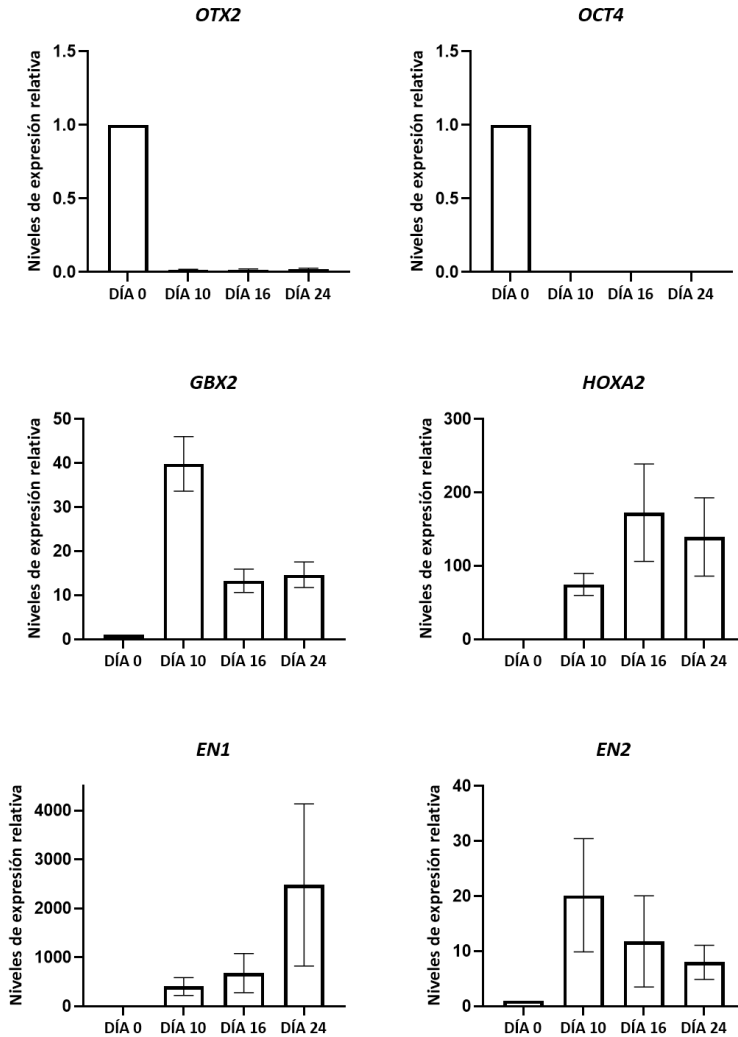 OTX2
Niveles de expresión relativa
1.5
1.0
0.5
0.0
DÍA 0 DÍA 10 DÍA 16 DÍA 24
OCT4
Niveles de expresión relativa
1.5
1.0
0.5
0.0
DÍA 0 DÍA 10 DÍA 16 DÍA 24
GBX2
Niveles de expresión relativa
50
40
30
20
10
0
DÍA 0 DÍA 10 DÍA 16 DÍA 24
HOXA2
Niveles de expresión relativa
300
200
100
0
DÍA 0 DÍA 10 DÍA 16 DÍA 24
EN1
Niveles de expresión relativa
4000
3000
2000
1000
0
DÍA 0 DÍA 10 DÍA 16 DÍA 24
EN2
Niveles de expresión relativa
40
30
20
10
0
DÍA 0 DÍA 10 DÍA 16 DÍA 24